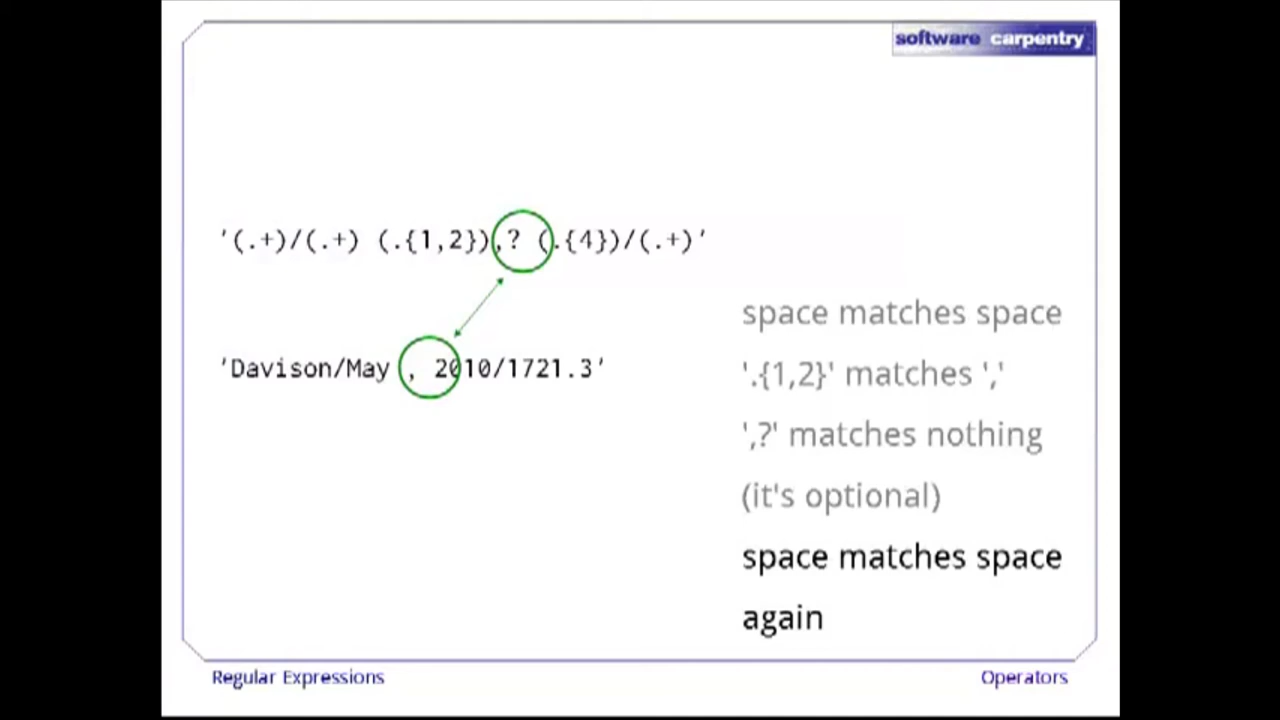 software carpentry
'(.+)/(.+) (.{1,2}),? (.{4})/(.+)'
space matches space
'Davison/May , 2010/1721.3'
'.{1,2}' matches ','
',?' matches nothing
(it's optional)
space matches space
again
Regular Expressions
Operators